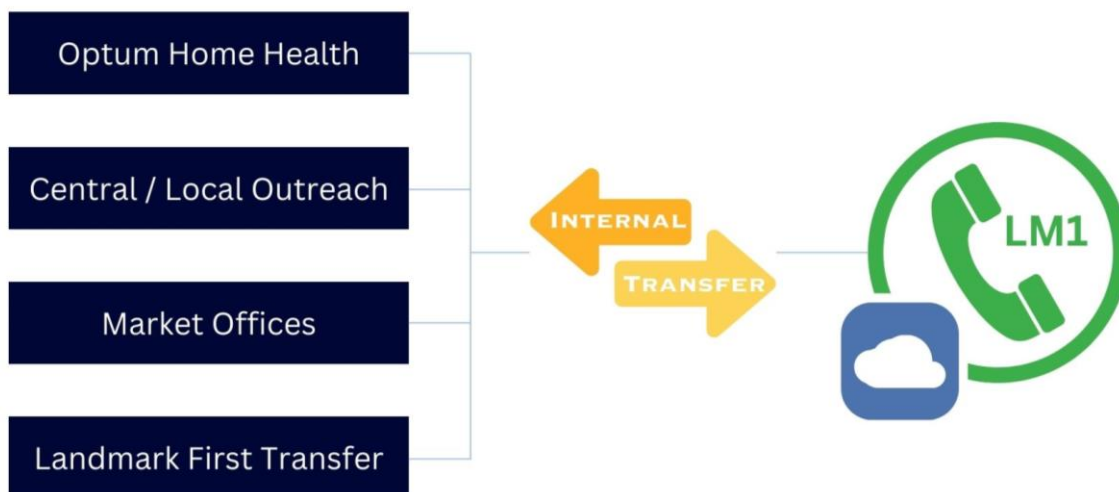 Optum Home Health
Central / Local Outreach
Market Offices
Landmark First Transfer
INTERNAL
TRANSFER
LM1